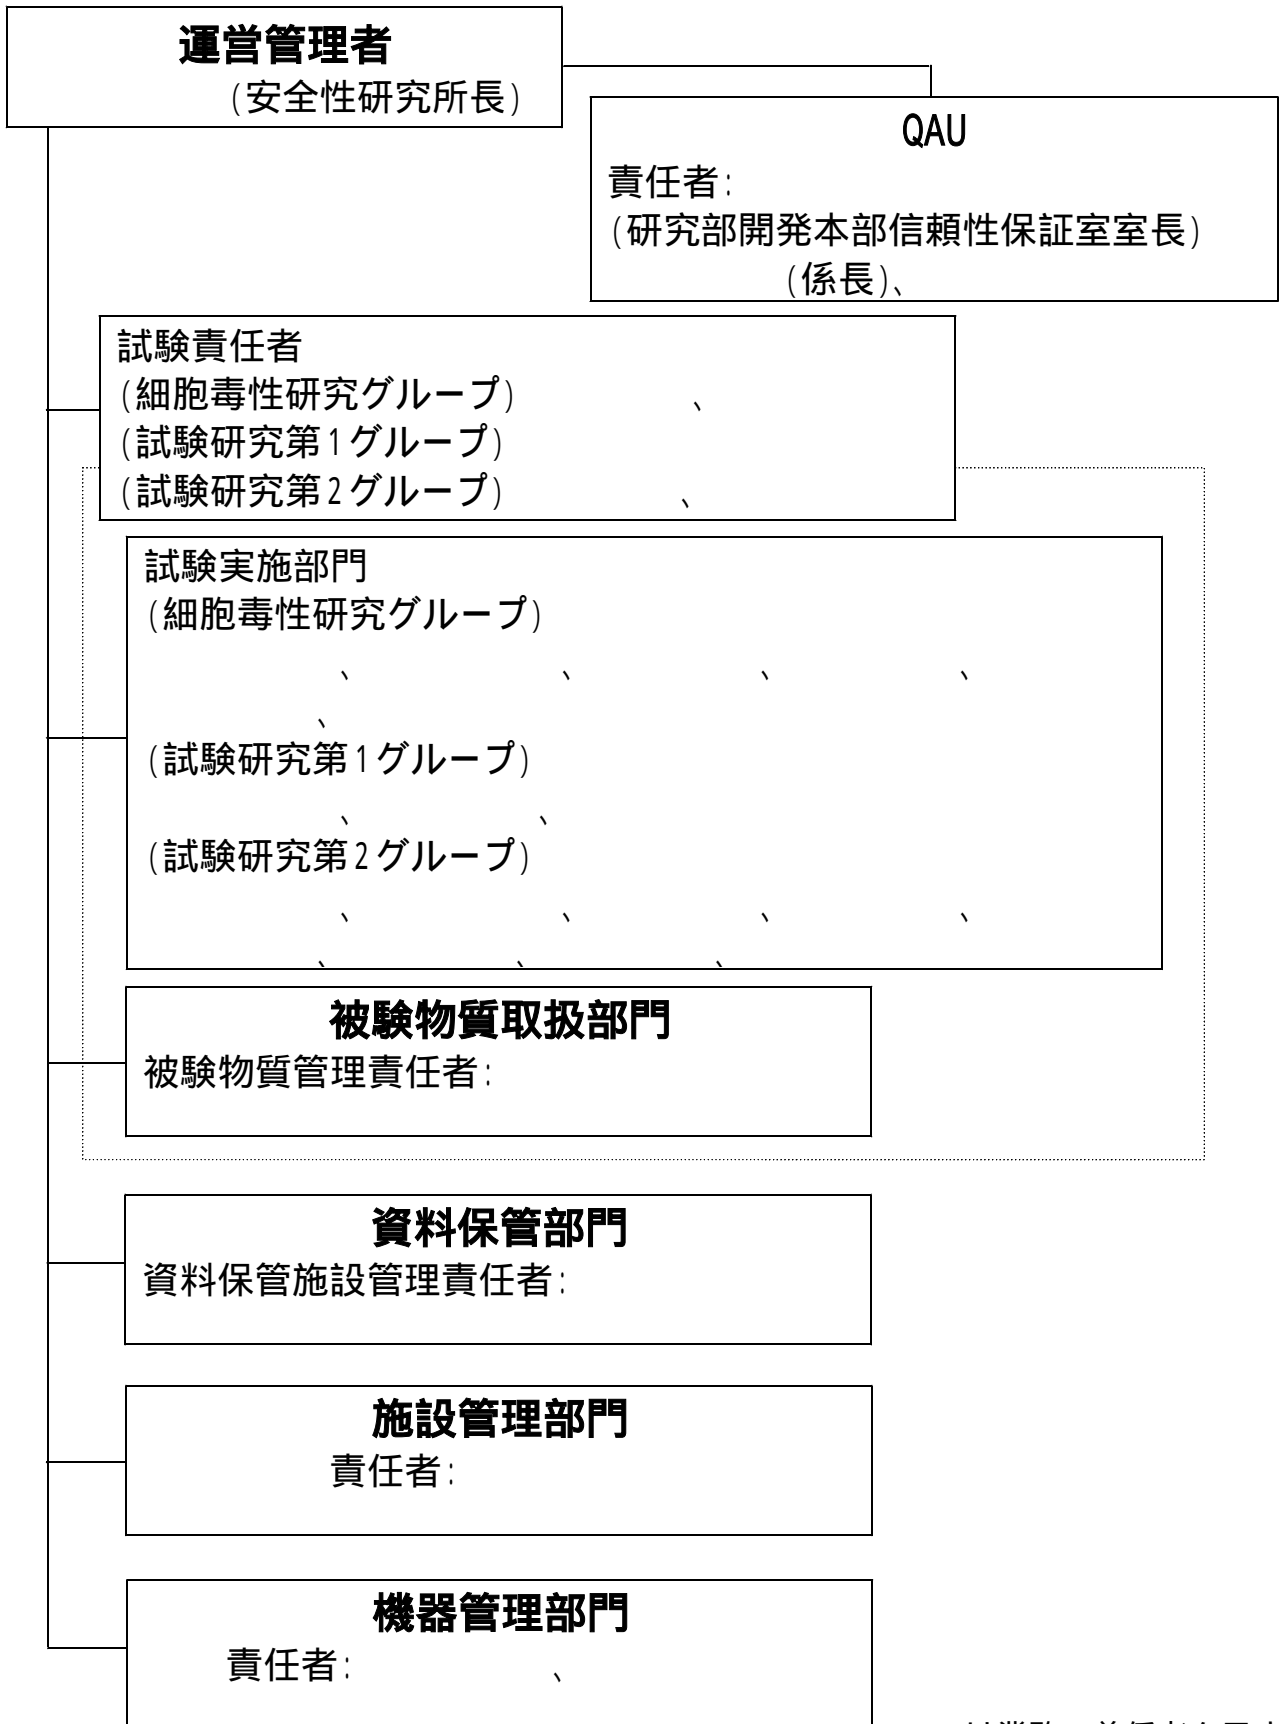 運営管理者
(安全性研究所長)
QAU
責任者:
(研究部開発本部信頼性保証室室長)
(係長)、
試験責任者
(細胞毒性研究グループ) 、
(試験研究第1グループ)
(試験研究第2グループ) 、
試験実施部門
(細胞毒性研究グループ)
、 、 、 、
、
(試験研究第1グループ)
、 、
(試験研究第2グループ)
、 、 、 、
、 、 、
被験物質取扱部門
被験物質管理責任者:
資料保管部門
資料保管施設管理責任者:
施設管理部門
責任者:
機器管理部門
責任者: 、